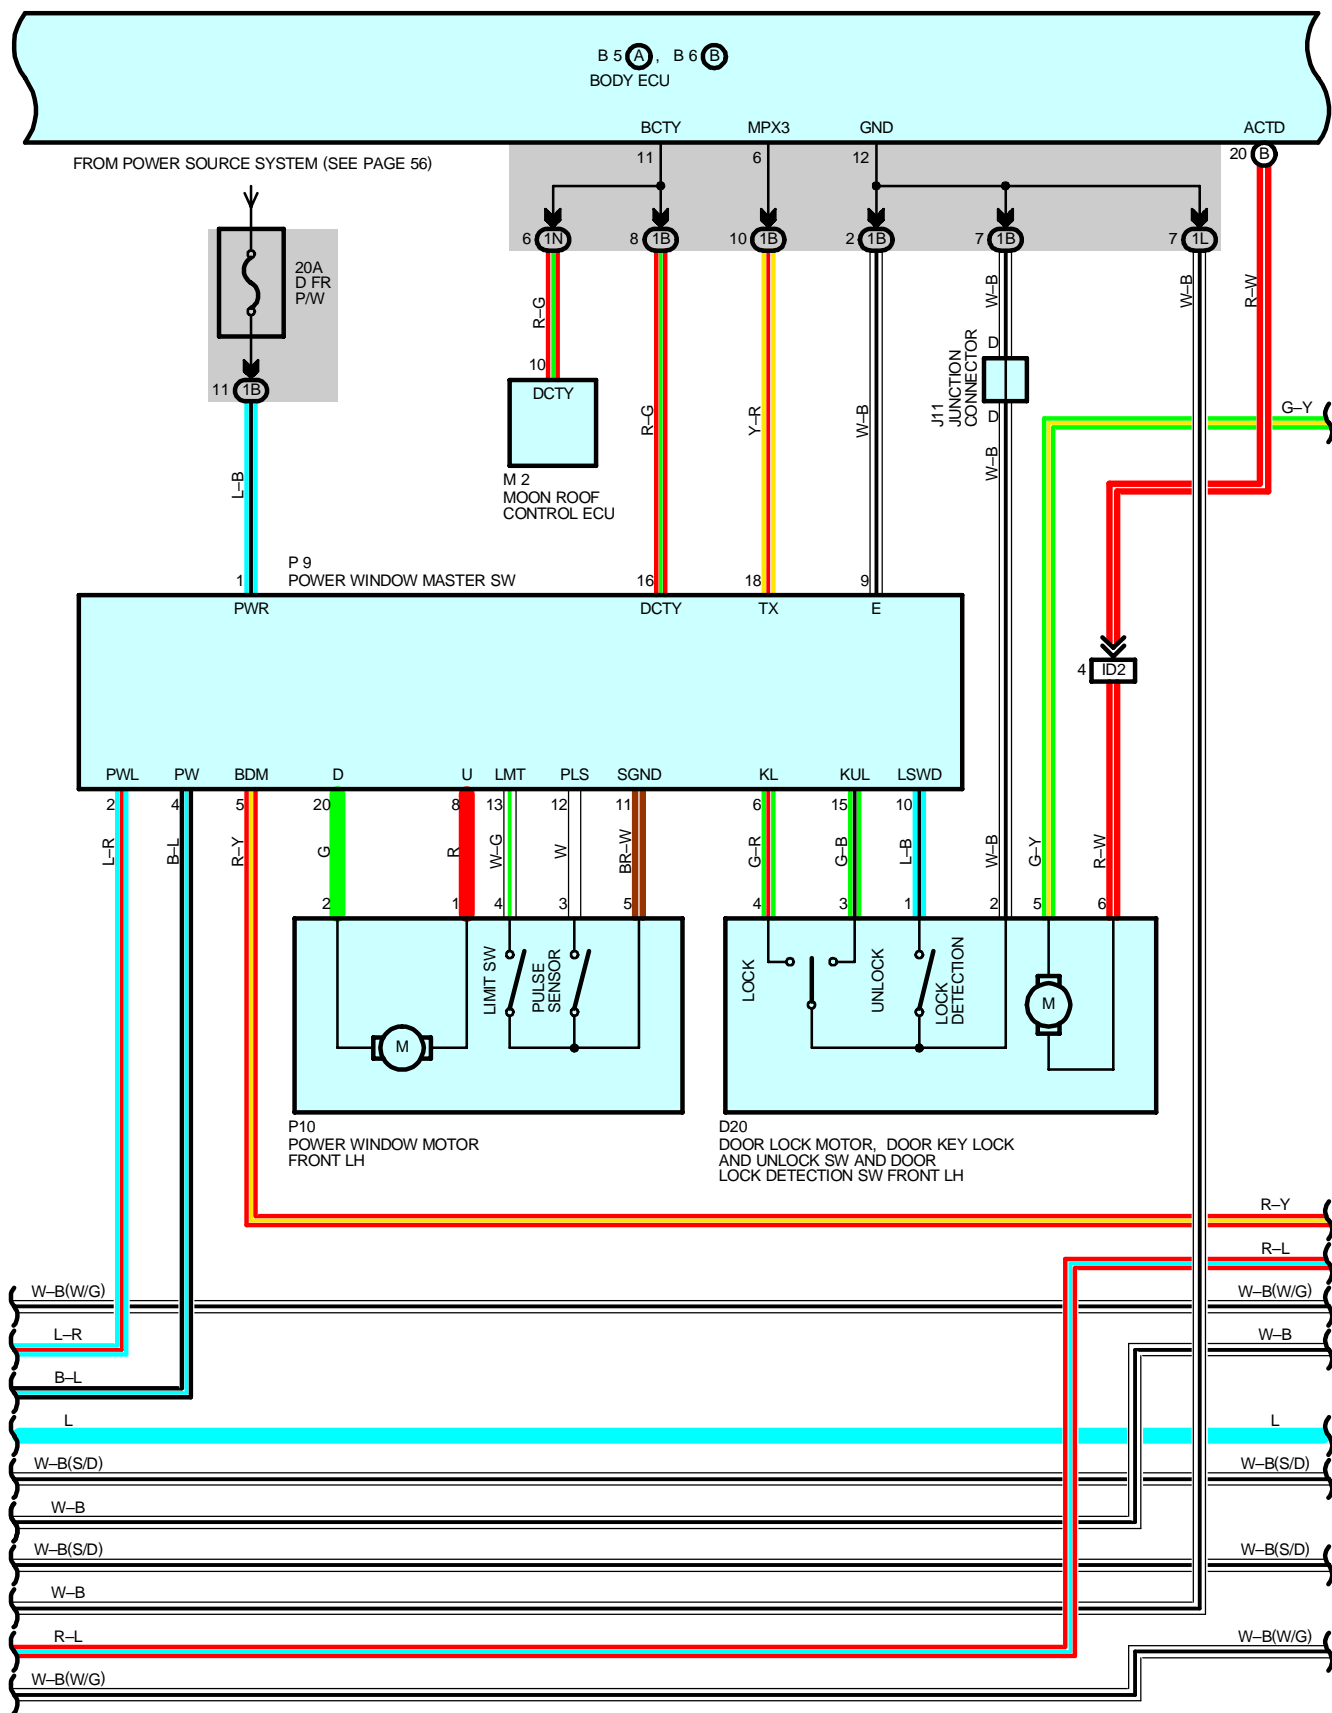 B 5 A , B 6 B
BODY ECU
BCTY MPX3 GND ACTD
FROM POWER SOURCE SYSTEM (SEE PAGE 56)
11 6 12 20 B
6 1N 8 1B 10 1B 2 1B 7 1B 7 1L
20A
D FR
P/W
R–G W–B W–B R–W
10 D
DCTY
J11
JUNCTION
CONNECTOR
11 1B
D
G–Y
R–G Y–R W–B
L–B W–B
M 2
MOON ROOF
CONTROL ECU
P 9
POWER WINDOW MASTER SW
1 16 18 9
PWR DCTY TX E
4 ID2
PWL PW BDM D U LMT PLS SGND KL KUL LSWD
2 4 5 20 8 13 12 11 6 15 10
L–R B–L R–Y G R W–G W BR–W G–R G–B L–B W–B G–Y R–W
2 1 4 3 5 4 3 1 2 5 6
LIMIT SW
PULSE
SENSOR
LOCK
UNLOCK
LOCK
DETECTION
M M
P10
POWER WINDOW MOTOR
FRONT LH
D20
DOOR LOCK MOTOR, DOOR KEY LOCK
AND UNLOCK SW AND DOOR
LOCK DETECTION SW FRONT LH
R–Y
R–L
W–B(W/G) W–B(W/G)
L–R W–B
B–L
L L
W–B(S/D) W–B(S/D)
W–B
W–B(S/D) W–B(S/D)
W–B
R–L W–B(W/G)
W–B(W/G)